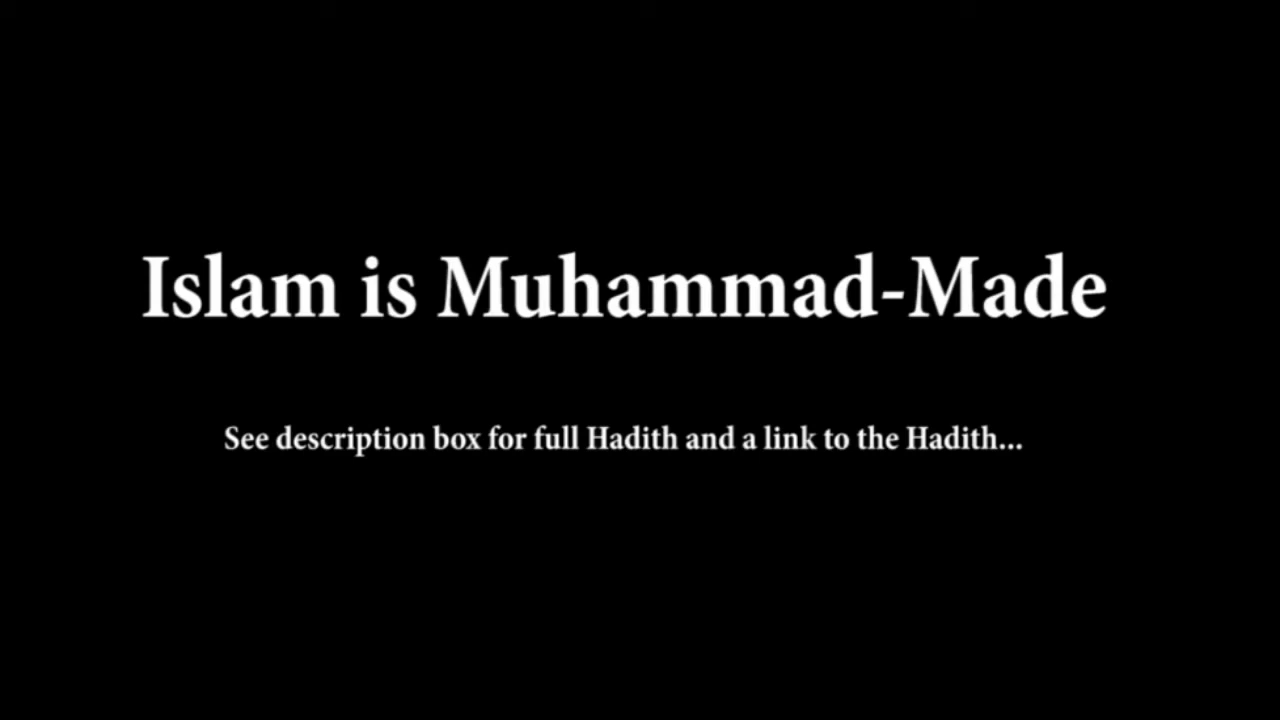 Islam is Muhammad-Made
See description box for full Hadith and a link to the Hadith...